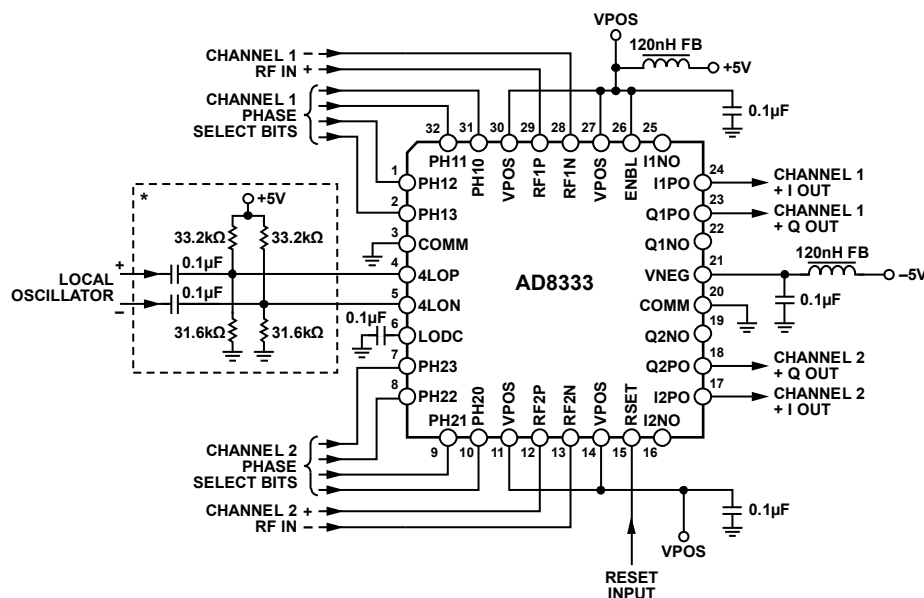 VPOS
120nH FB
+5V
0.1µF
CHANNEL 1 –
RF IN +
CHANNEL 1
PHASE
SELECT BITS
32 31 30 29 28 27 26 25
PH11 PH10 VPOS RF1P RF1N VPOS ENBL I1NO
1 PH12
2 PH13
3 COMM
4 4LOP
5 4LON
6 LODC
7 PH23
8 PH22
*
+5V
33.2kΩ 33.2kΩ
0.1µF
+
LOCAL
OSCILLATOR
–
0.1µF
31.6kΩ 31.6kΩ
0.1µF
AD8333
I1PO 24 CHANNEL 1
+ I OUT
Q1PO 23 CHANNEL 1
+ Q OUT
Q1NO 22
VNEG 21
120nH FB
–5V
0.1µF
COMM 20
Q2NO 19
Q2PO 18 CHANNEL 2
+ Q OUT
I2PO 17 CHANNEL 2
+ I OUT
PH21 PH20 VPOS RF2P RF2N VPOS RSET I2NO
9 10 11 12 13 14 15 16
CHANNEL 2
PHASE
SELECT BITS
CHANNEL 2 +
RF IN –
0.1µF
VPOS
RESET
INPUT